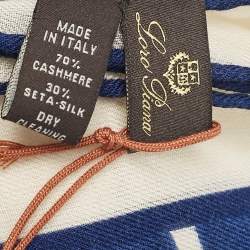 MADE IN
ITALY
70%
CASHMERE
30%
SETA-SILK
DRY
CLEANING
Loro Piana